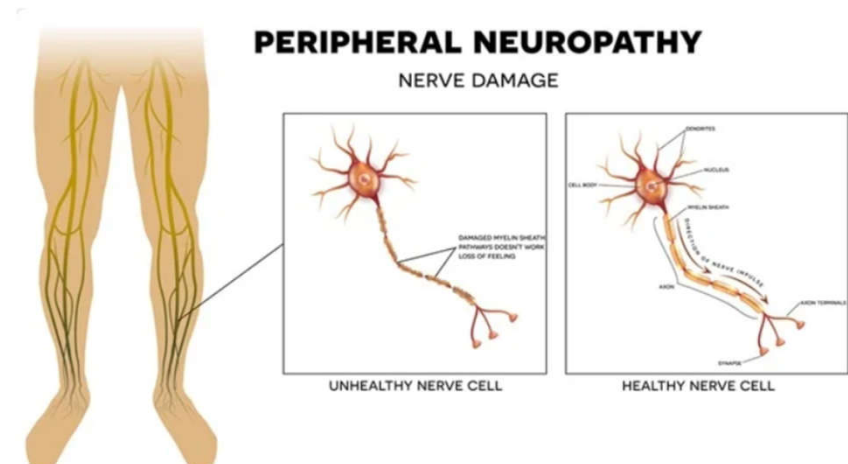 PERIPHERAL NEUROPATHY
NERVE DAMAGE
DAMAGED MYELIN SHEATH
PATHWAYS DOESN'T WORK
LOSS OF FEELING
UNHEALTHY NERVE CELL
DENDRITES
NUCLEUS
CELL BODY
MYELIN SHEATH
DIRECTION OF NERVE IMPULSE
AXON
AXON TERMINALS
SYNAPSE
HEALTHY NERVE CELL